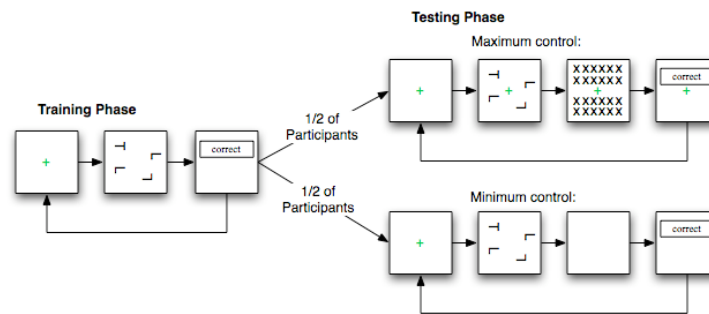 Testing Phase
Maximum control:
XXXXXX
XXXXXX
XXXXXX
XXXXXX
correct
Training Phase
correct
1/2 of
Participants
1/2 of
Participants
Minimum control:
correct